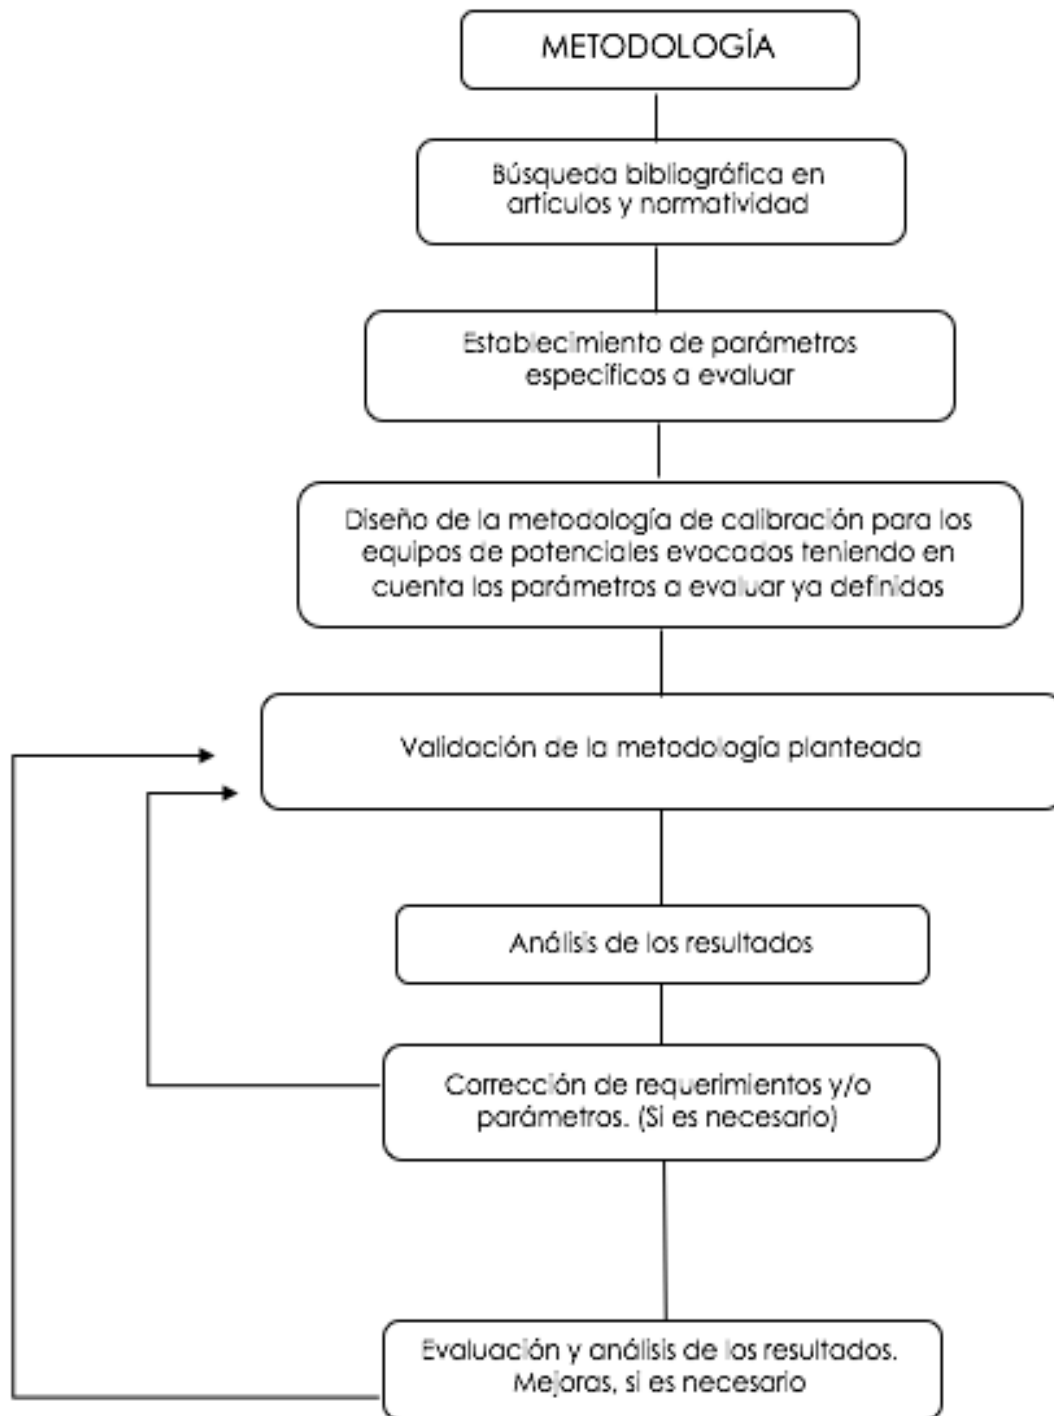 METODOLOGÍA
Búsqueda bibliográfica en
artículos y normatividad
Establecimiento de parámetros
específicos a evaluar
Diseño de la metodología de calibración para los
equipos de potenciales evocados teniendo en
cuenta los parámetros a evaluar ya definidos
Validación de la metodología planteada
Análisis de los resultados
Corrección de requerimientos y/o
parámetros. (Si es necesario)
Evaluación y análisis de los resultados.
Mejoras, si es necesario